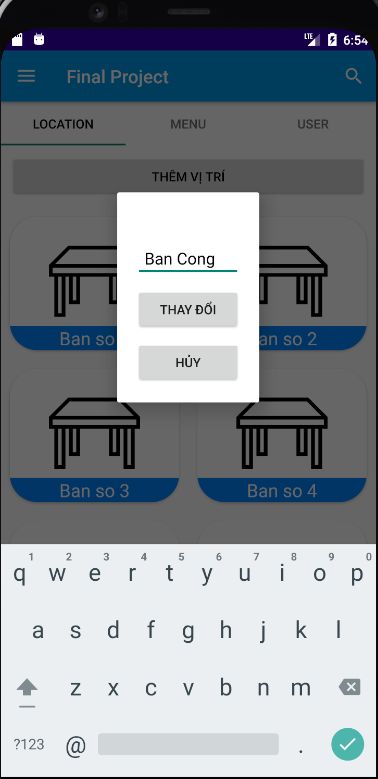 LTE 6:54
Final Project
LOCATION MENU USER
THÊM VỊ TRÍ
Ban Cong
THAY ĐỔI
HỦY
Ban so
an so 2
Ban so 3
Ban so 4
1 2 3 4 5 6 7 8 9 0
q w e r t y u i o p
a s d f g h j k l
z x c v b n m
?123 @ .